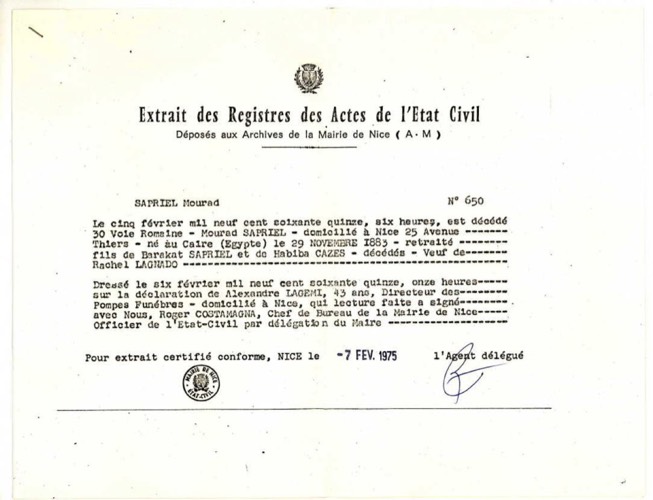 Extrait des Registres des Actes de l'Etat Civil
Déposés aux Archives de la Mairie de Nice ( A - M )
SAPRIEL Mourad N° 650
Le cinq février mil neuf cent soixante quinze, six heures, est décédé
30 Voie Romaine - Mourad SAPRIEL - domicilié à Nice 25 Avenue -------
Thiers - né au Caire (Egypte) le 29 NOVEMBRE 1883 - retraité --------
fils de Barakat SAPRIEL et de Habiba CAZES - décédés - Veuf de-------
Rachel LAGNADO ------------------------------------------------------
Dressé le six février mil neuf cent soixante quinze, onze heures-----
sur la déclaration de Alexandre LAGEMI, 43 ans, Directeur des--------
Pompes Funébres - domicilié à Nice, qui lecture faite a signé--------
avec Nous, Roger COSTAMAGNA, Chef de Bureau de la Mairie de Nice-----
Officier de l'Etat-Civil par délégation du Maire --------------------
Pour extrait certifié conforme, NICE le -7 FEV. 1975 l'Agent délégué
MAIRIE DE NICE
ETAT-CIVIL